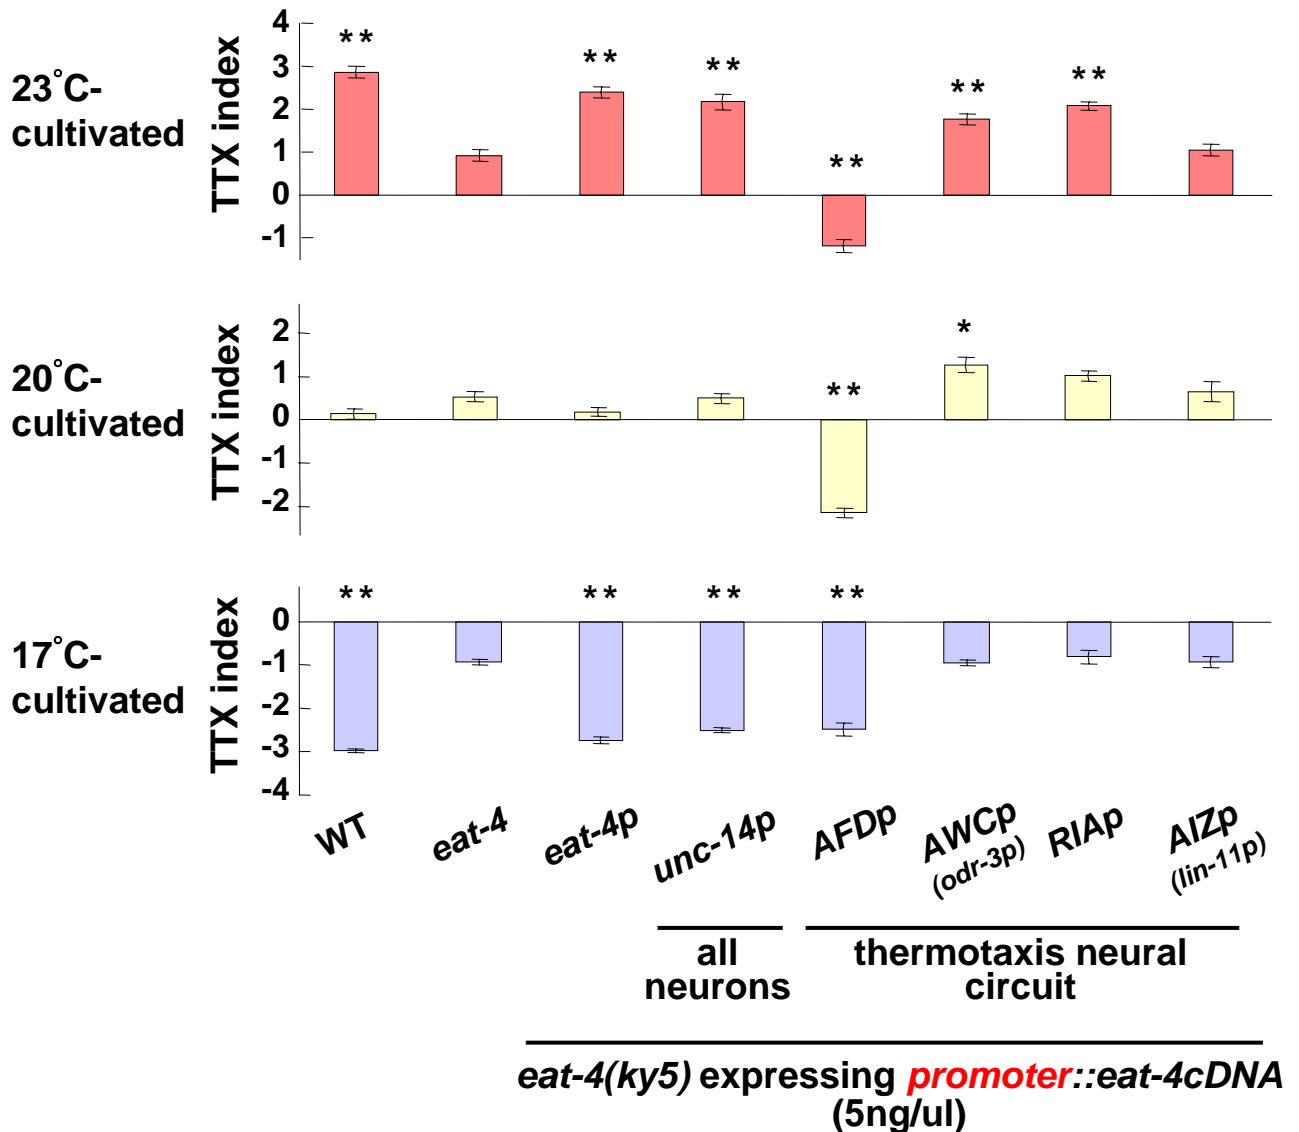 23°C-
cultivated
TTX index
4
3
2
1
0
-1
**
**
**
**
**
**
20°C-
cultivated
TTX index
2
1
0
-1
-2
**
*
17°C-
cultivated
TTX index
0
-1
-2
-3
-4
**
**
**
**
WT
eat-4
eat-4p
unc-14p
AFDp
AWCp
(odr-3p)
RIAp
AIZp
(lin-11p)
all
neurons
thermotaxis neural
circuit
eat-4(ky5) expressing promoter::eat-4cDNA
(5ng/ul)